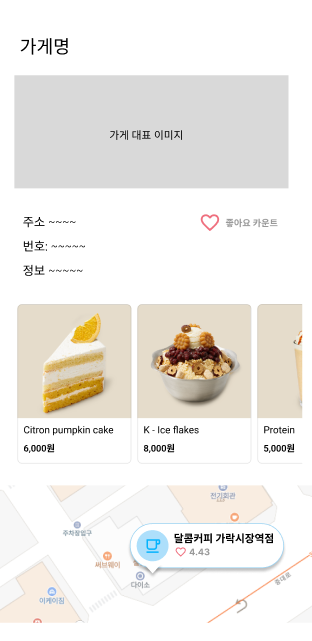 가게명
가게 대표 이미지
주소 ~~~~
좋아요 카운트
번호: ~~~~~
정보 ~~~~~
Citron pumpkin cake
6,000원
K - Ice flakes
8,000원
Protein
5,000원
전기회관
주차장입구
달콤커피 가락시장역점
4.43
써브웨이
다이소
이케이짐
중대로